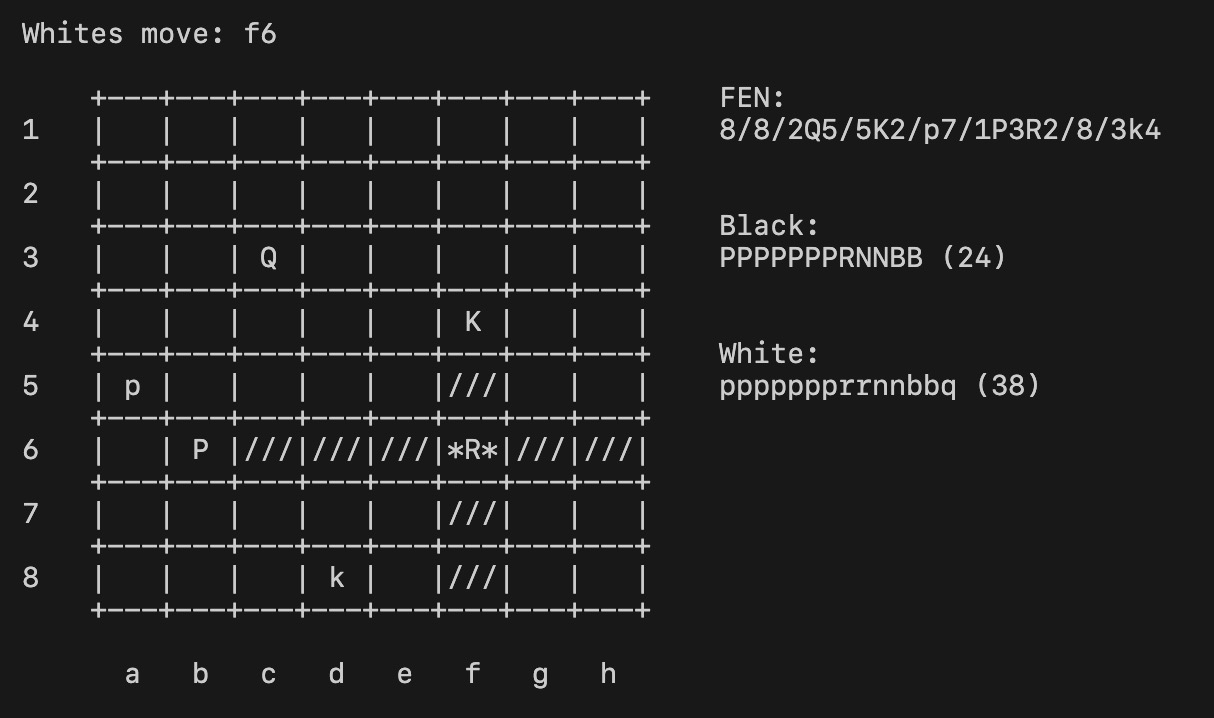 Whites move: f6
+---+---+---+---+---+---+---+---+ FEN:
1 | | | | | | | | | 8/8/2Q5/5K2/p7/1P3R2/8/3k4
+---+---+---+---+---+---+---+---+
2 | | | | | | | | |
+---+---+---+---+---+---+---+---+ Black:
3 | | | Q | | | | | | PPPPPPPRNNBB (24)
+---+---+---+---+---+---+---+---+
4 | | | | | | K | | |
+---+---+---+---+---+---+---+---+ White:
5 | p | | | | |///| | | pppppppprrnnbbq (38)
+---+---+---+---+---+---+---+---+
6 | | P |///|///|///|*R*|///|///|
+---+---+---+---+---+---+---+---+
7 | | | | | |///| | |
+---+---+---+---+---+---+---+---+
8 | | | | k | |///| | |
+---+---+---+---+---+---+---+---+
a b c d e f g h